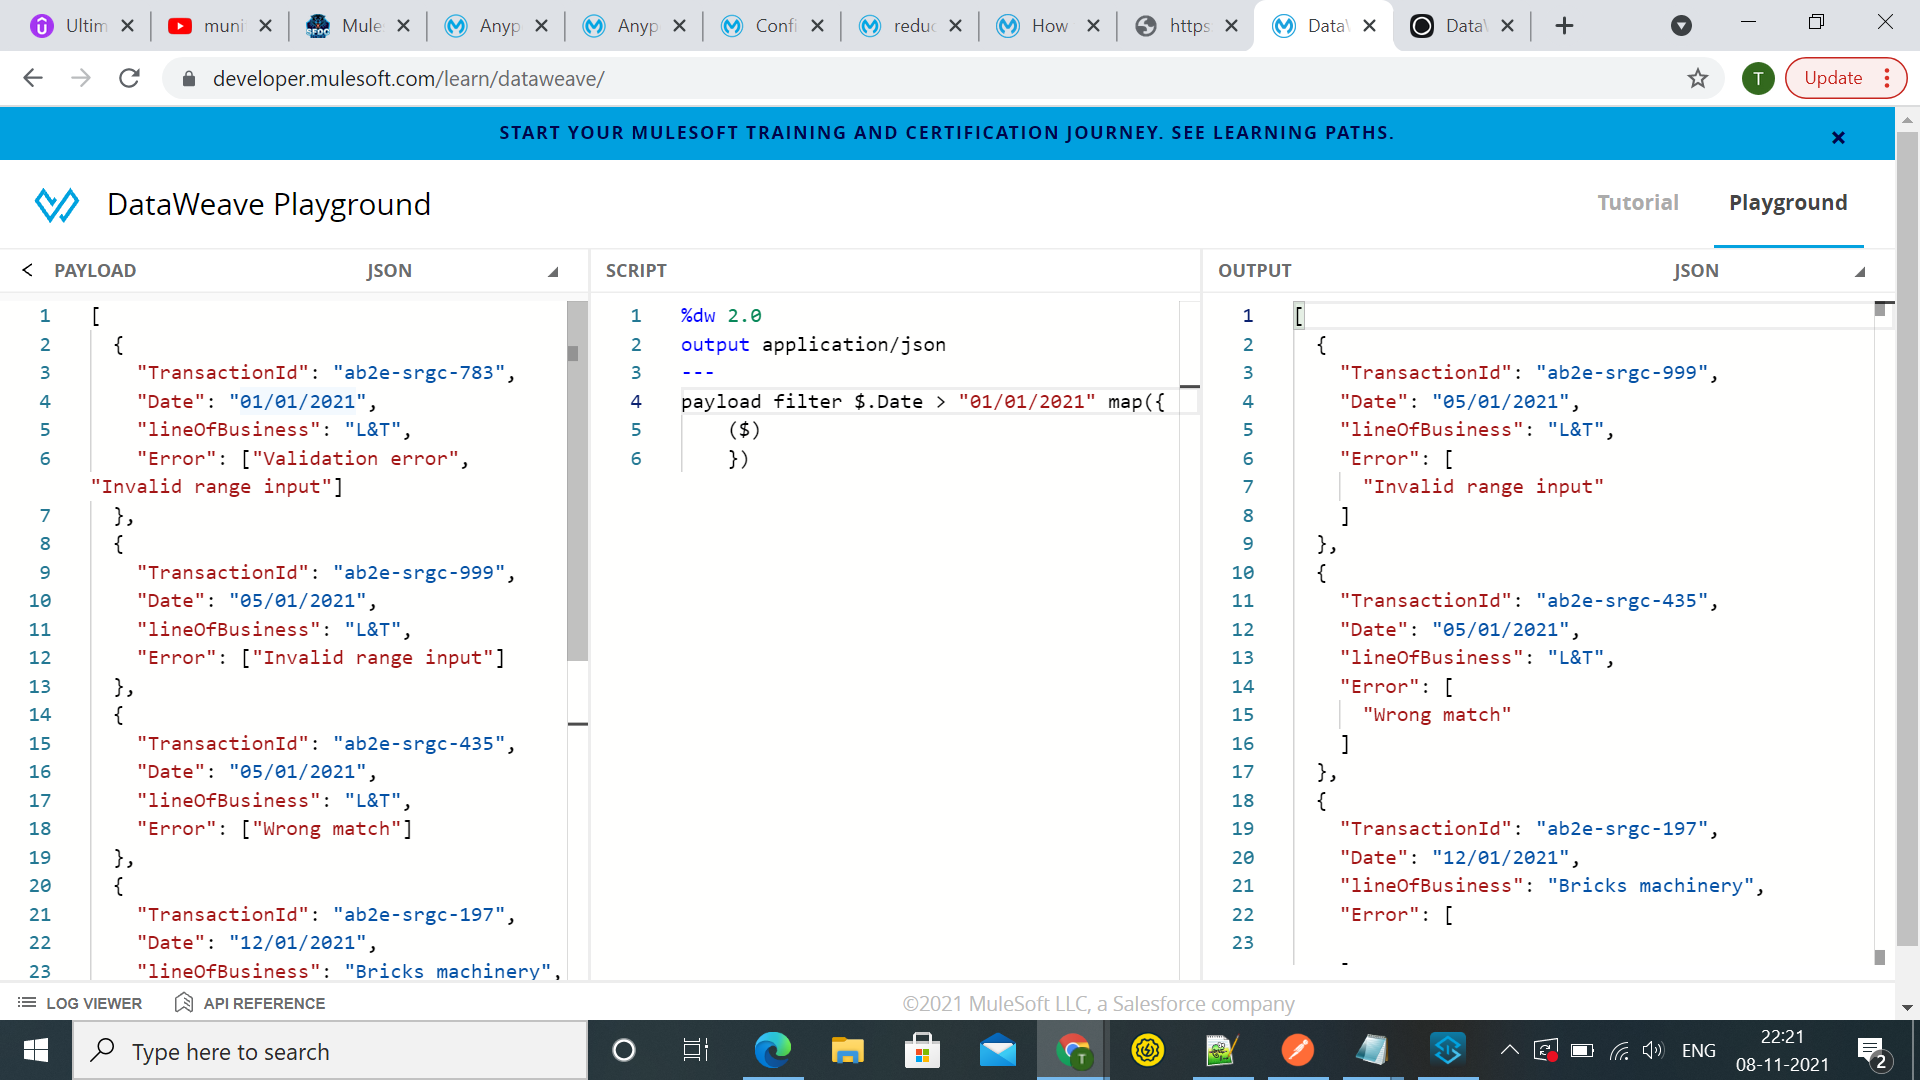 Ultim
muni
Mule
Anyp
Anyp
Confi
reduc
How
https
Data
Data
developer.mulesoft.com/learn/dataweave/
T
Update
START YOUR MULESOFT TRAINING AND CERTIFICATION JOURNEY. SEE LEARNING PATHS.
DataWeave Playground
Tutorial
Playground
PAYLOAD
JSON
1 [
2 {
3 "TransactionId": "ab2e-srgc-783",
4 "Date": "01/01/2021",
5 "lineOfBusiness": "L&T",
6 "Error": ["Validation error",
"Invalid range input"]
7 },
8 {
9 "TransactionId": "ab2e-srgc-999",
10 "Date": "05/01/2021",
11 "lineOfBusiness": "L&T",
12 "Error": ["Invalid range input"]
13 },
14 {
15 "TransactionId": "ab2e-srgc-435",
16 "Date": "05/01/2021",
17 "lineOfBusiness": "L&T",
18 "Error": ["Wrong match"]
19 },
20 {
21 "TransactionId": "ab2e-srgc-197",
22 "Date": "12/01/2021",
23 "lineOfBusiness": "Bricks machinery",
SCRIPT
1 %dw 2.0
2 output application/json
3 ---
4 payload filter $.Date > "01/01/2021" map({
5 ($)
6 })
OUTPUT
JSON
1 [
2 {
3 "TransactionId": "ab2e-srgc-999",
4 "Date": "05/01/2021",
5 "lineOfBusiness": "L&T",
6 "Error": [
7 "Invalid range input"
8 ]
9 },
10 {
11 "TransactionId": "ab2e-srgc-435",
12 "Date": "05/01/2021",
13 "lineOfBusiness": "L&T",
14 "Error": [
15 "Wrong match"
16 ]
17 },
18 {
19 "TransactionId": "ab2e-srgc-197",
20 "Date": "12/01/2021",
21 "lineOfBusiness": "Bricks machinery",
22 "Error": [
23
LOG VIEWER
API REFERENCE
©2021 MuleSoft LLC, a Salesforce company
Type here to search
T
ENG
22:21
08-11-2021
2